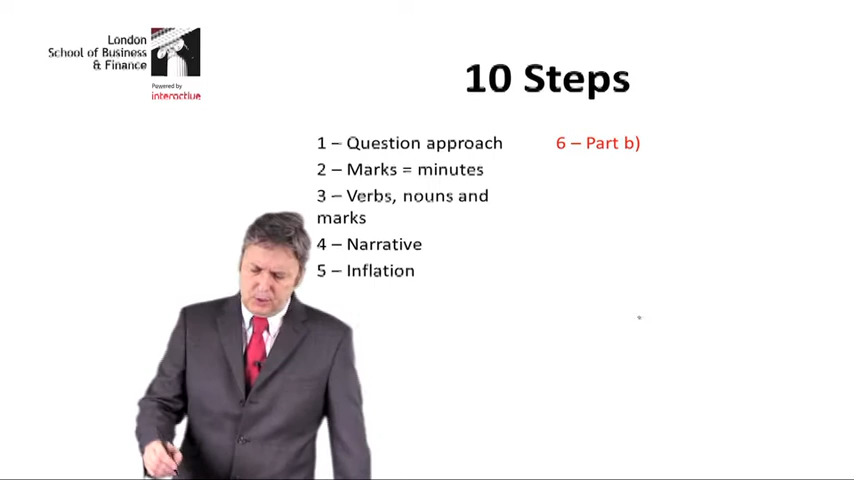 London
School of Business
& Finance
Powered by
interactive
10 Steps
1 – Question approach
2 – Marks = minutes
3 – Verbs, nouns and
marks
4 – Narrative
5 – Inflation
6 – Part b)